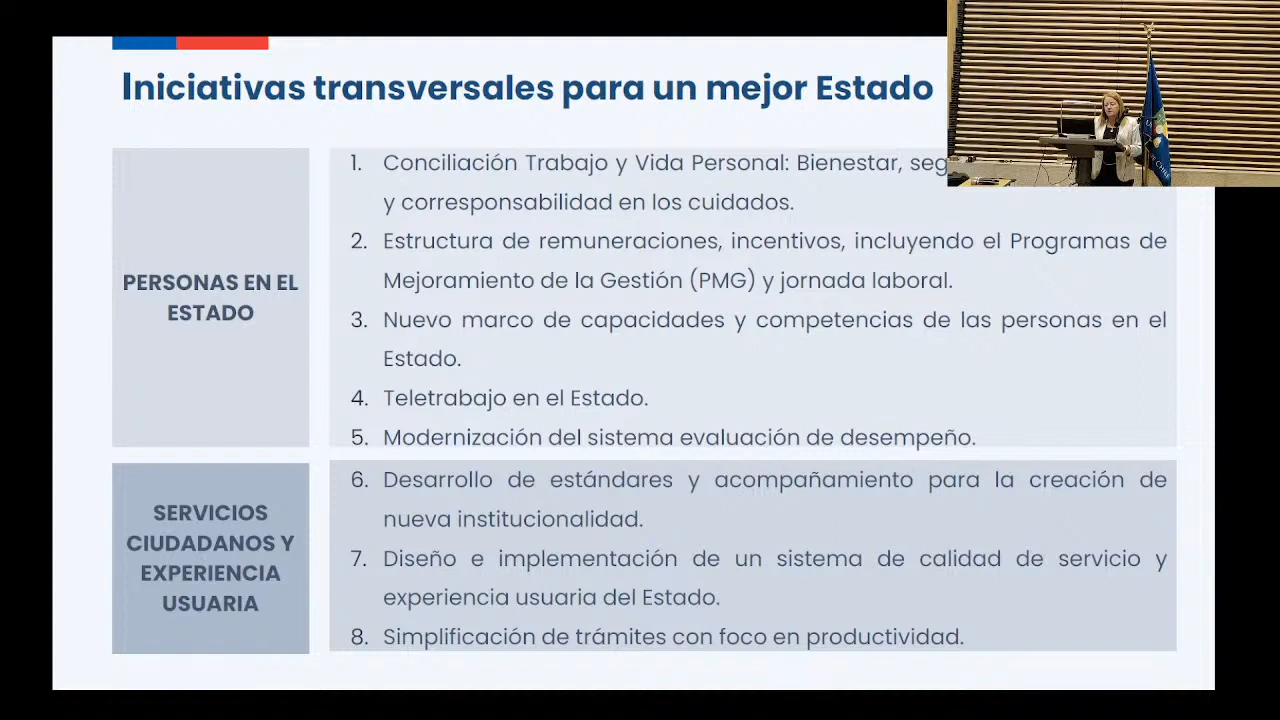 Iniciativas transversales para un mejor Estado
PERSONAS EN EL
ESTADO
1. Conciliación Trabajo y Vida Personal: Bienestar,
y corresponsabilidad en los cuidados.
2. Estructura de remuneraciones, incentivos, incluyendo el Programas de
Mejoramiento de la Gestión (PMG) y jornada laboral.
3. Nuevo marco de capacidades y competencias de las personas en el
Estado.
4. Teletrabajo en el Estado.
5. Modernización del sistema evaluación de desempeño.
SERVICIOS
CIUDADANOS Y
EXPERIENCIA
USUARIA
6. Desarrollo de estándares y acompañamiento para la creación de
nueva institucionalidad.
7. Diseño e implementación de un sistema de calidad de servicio y
experiencia usuaria del Estado.
8. Simplificación de trámites con foco en productividad.